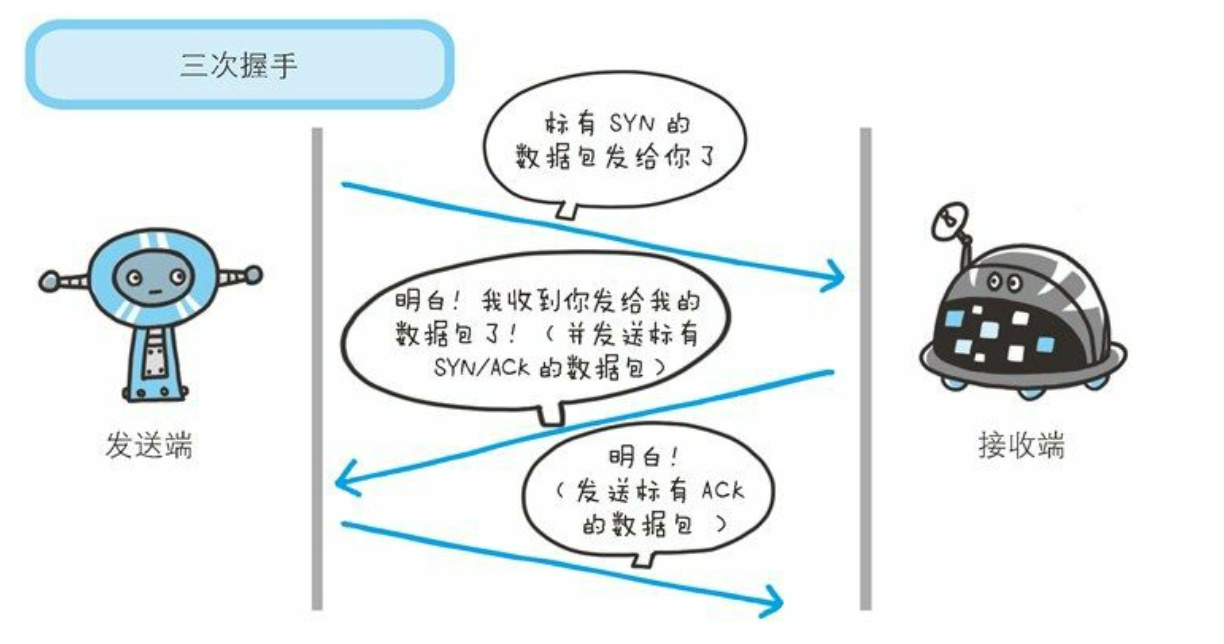 三次握手
标有 SYN 的
数据包发给你了
明白！我收到你发给我的
数据包了！（并发送标有
SYN/ACK 的数据包）
发送端
接收端
明白！
（发送标有 ACK
的数据包 ）